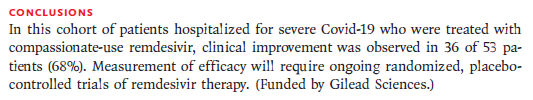 CONCLUSIONS
In this cohort of patients hospitalized for severe Covid-19 who were treated with
compassionate-use remdesivir, clinical improvement was observed in 36 of 53 pa-
tients (68%). Measurement of efficacy will require ongoing randomized, placebo-
controlled trials of remdesivir therapy. (Funded by Gilead Sciences.)